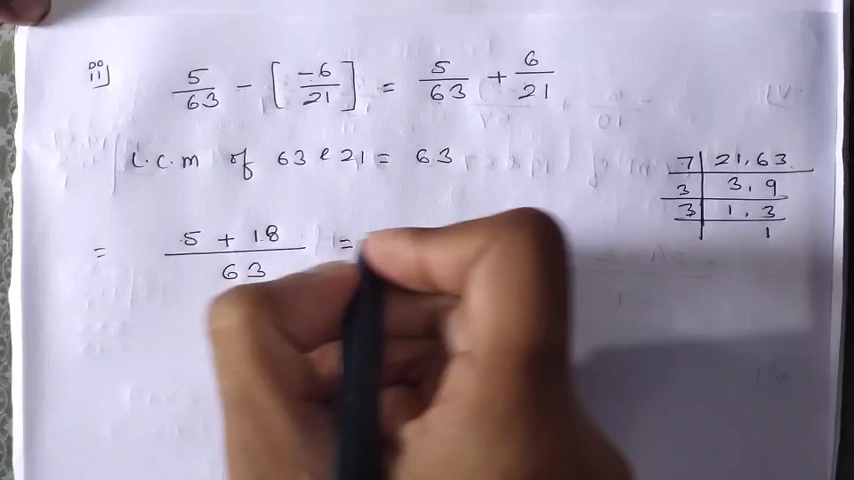 iii) 5/63 - [-6/21] = 5/63 + 6/21
L.C.M of 63 & 21 = 63
7 | 21, 63
3 | 3, 9
3 | 1, 3
1
= 5 + 18 / 63 =